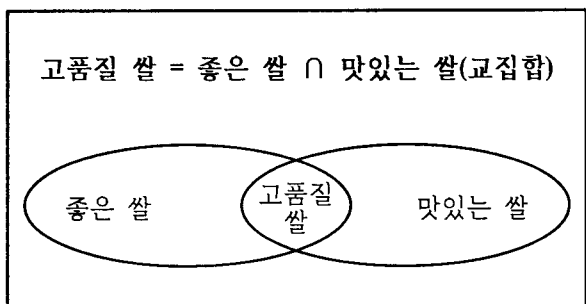 고품질 쌀 = 좋은 쌀 ∩ 맛있는 쌀(교집합)
좋은 쌀
고품질
쌀
맛있는 쌀